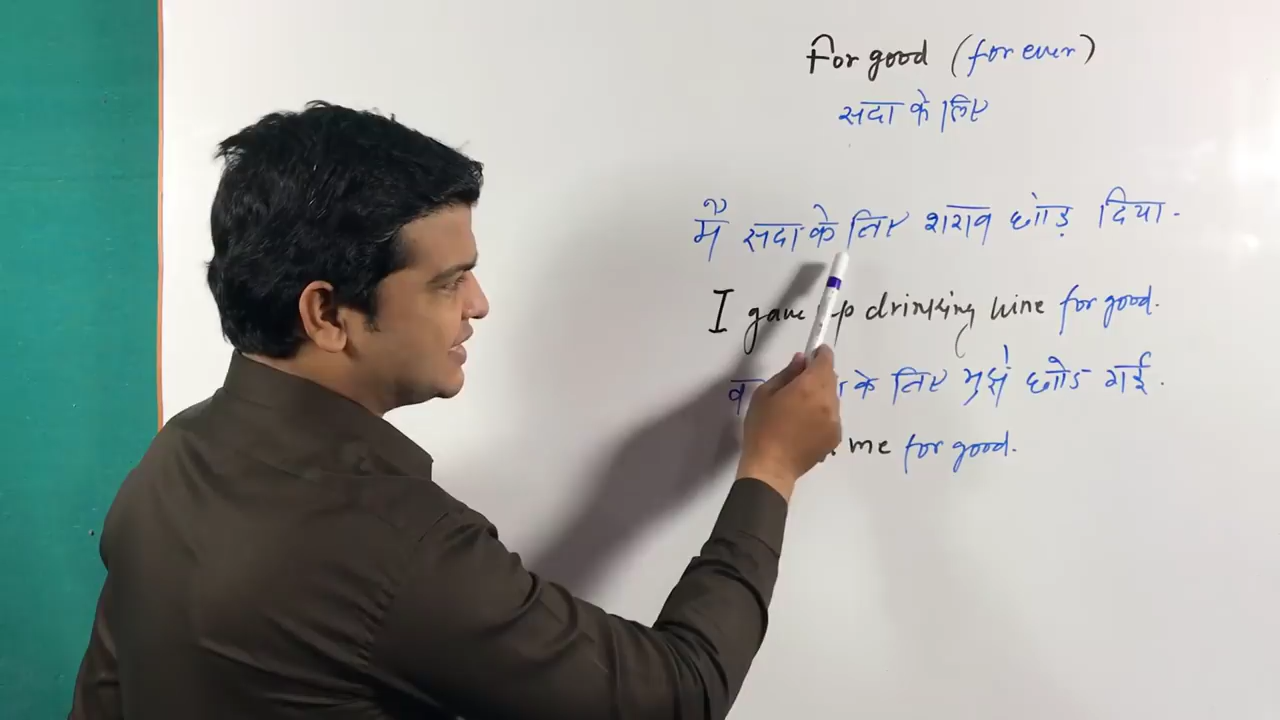 For good (for ever)
सदा के लिए
मैं सदा के लिए शराब छोड़ दिया.
I gave up drinking wine for good.
के लिए मुझे छोड गई.
me for good.